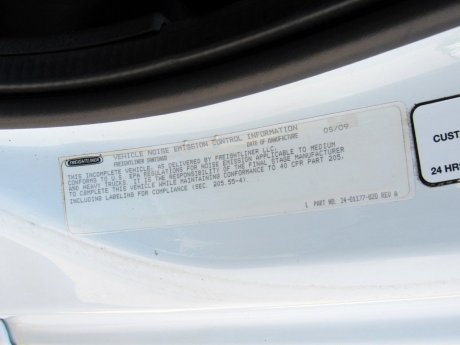 FREIGHTLINER
VEHICLE NOISE EMISSION CONTROL INFORMATION 05/09
FREIGHTLINER SANTIAGO DATE OF MANUFACTURE
THIS INCOMPLETE VEHICLE, AS DELIVERED BY FREIGHTLINER LLC,
CONFORMS TO U.S. EPA REGULATIONS FOR NOISE EMISSION APPLICABLE TO MEDIUM
AND HEAVY TRUCKS. IT IS THE RESPONSIBILITY OF THE FINAL STAGE MANUFACTURER
TO COMPLETE THIS VEHICLE WHILE MAINTAINING CONFORMANCE TO 40 CFR PART 205,
INCLUDING LABELING FOR COMPLIANCE (SEC. 205.55-4).
PART NO. 24-01177-020 REV A
CUST
24 HRS